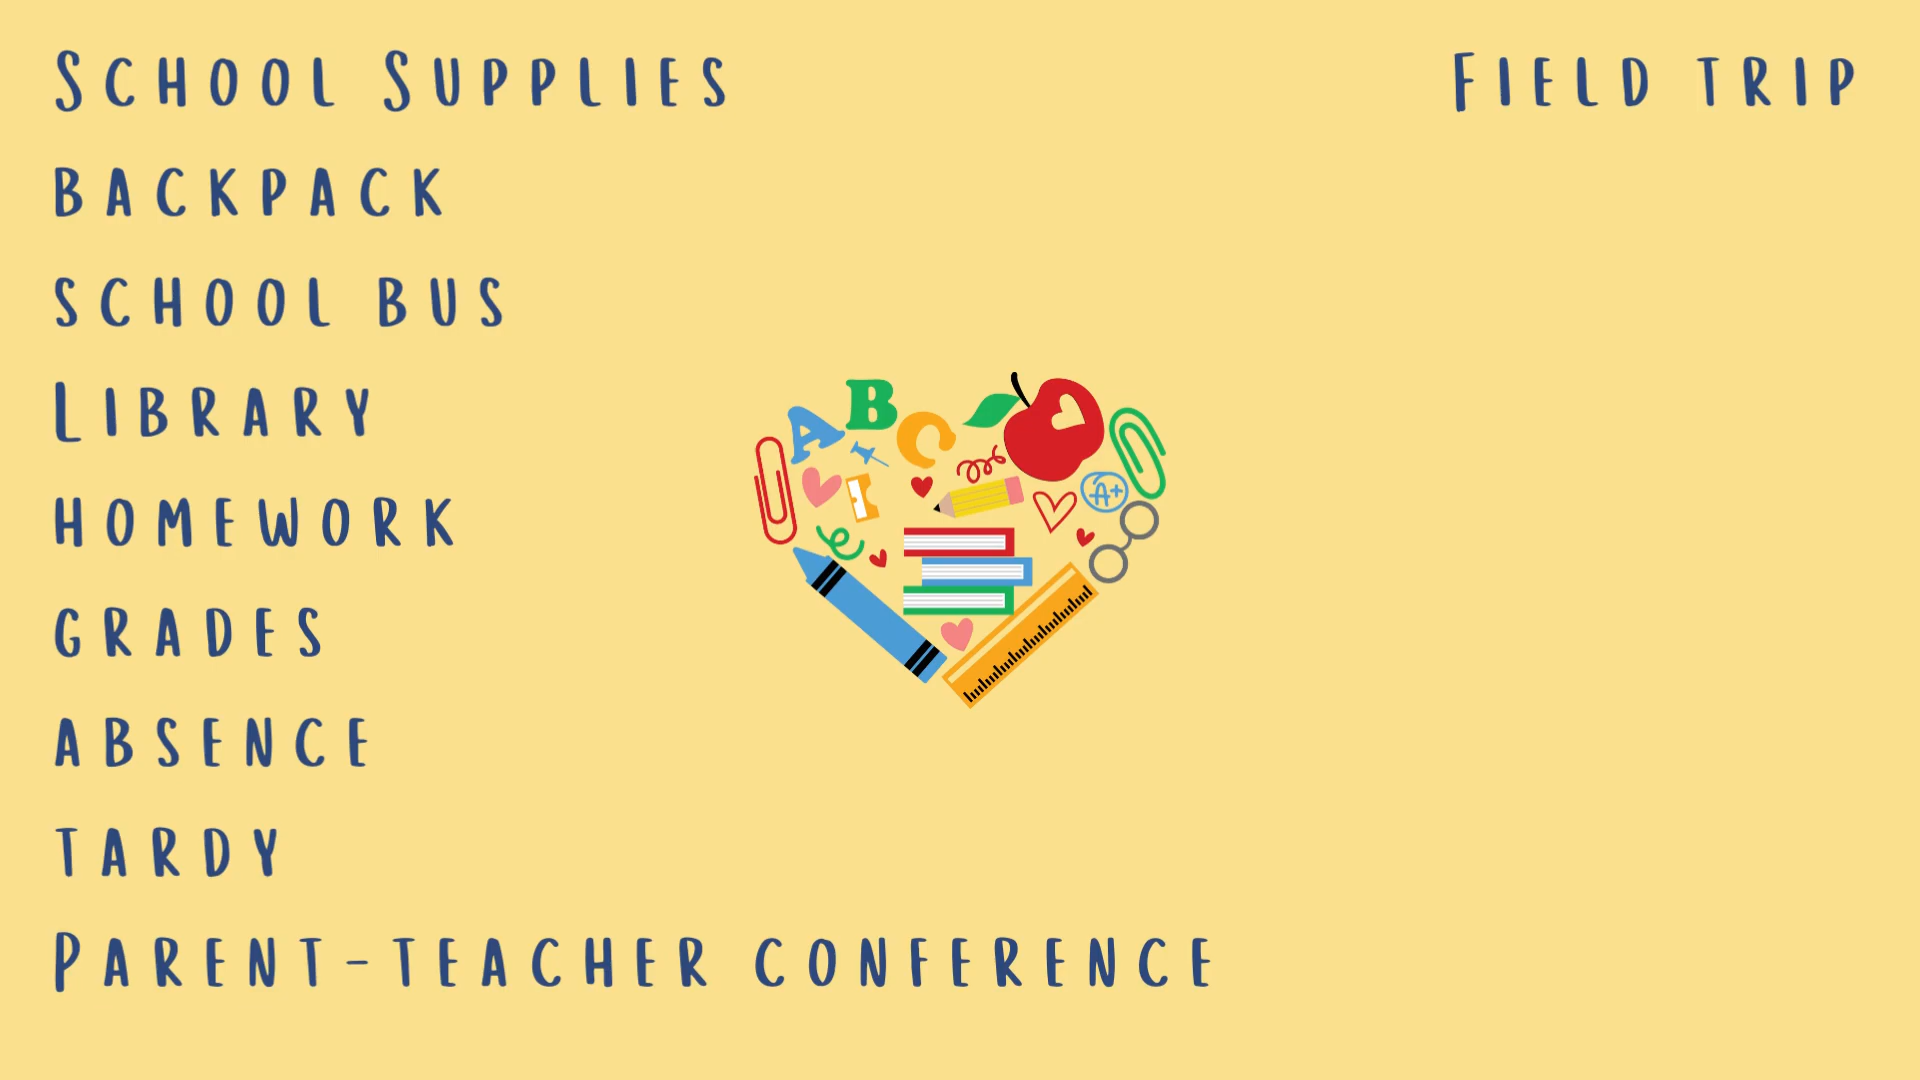 School Supplies
Backpack
School Bus
Library
Homework
Grades
Absence
Tardy
Parent-teacher conference
Field trip
A B C
A+